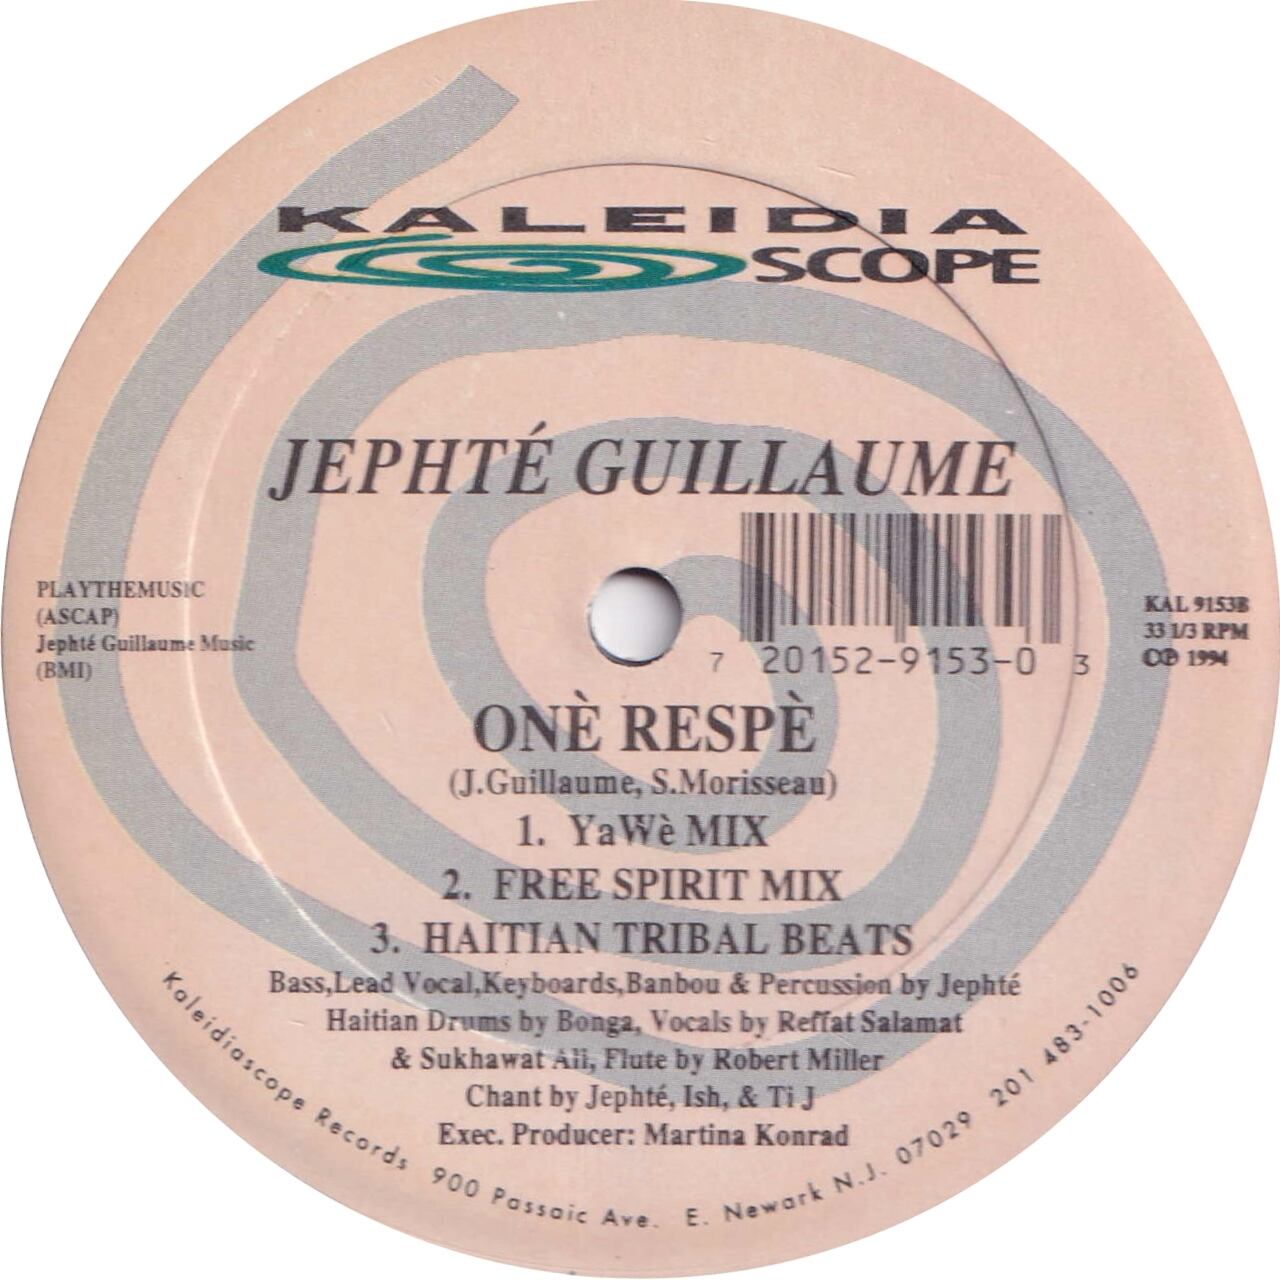 KALEIDIA
SCOPE
JEPHTÉ GUILLAUME
PLAYTHEMUSIC
(ASCAP)
Jephté Guillaume Music
(BMI)
KAL 9153B
33 1/3 RPM
©℗ 1994
7 20152-9153-0 3
ONÈ RESPÈ
(J.Guillaume, S.Morisseau)
1. YaWè MIX
2. FREE SPIRIT MIX
3. HAITIAN TRIBAL BEATS
Bass,Lead Vocal,Keyboards,Banbou & Percussion by Jephté
Haitian Drums by Bonga, Vocals by Reffat Salamat
& Sukhawat Ali, Flute by Robert Miller
Chant by Jephté, Ish, & Ti J
Exec. Producer: Martina Konrad
Kaleidiascope Records 900 Passaic Ave. E. Newark N.J. 07029 201 483-1006